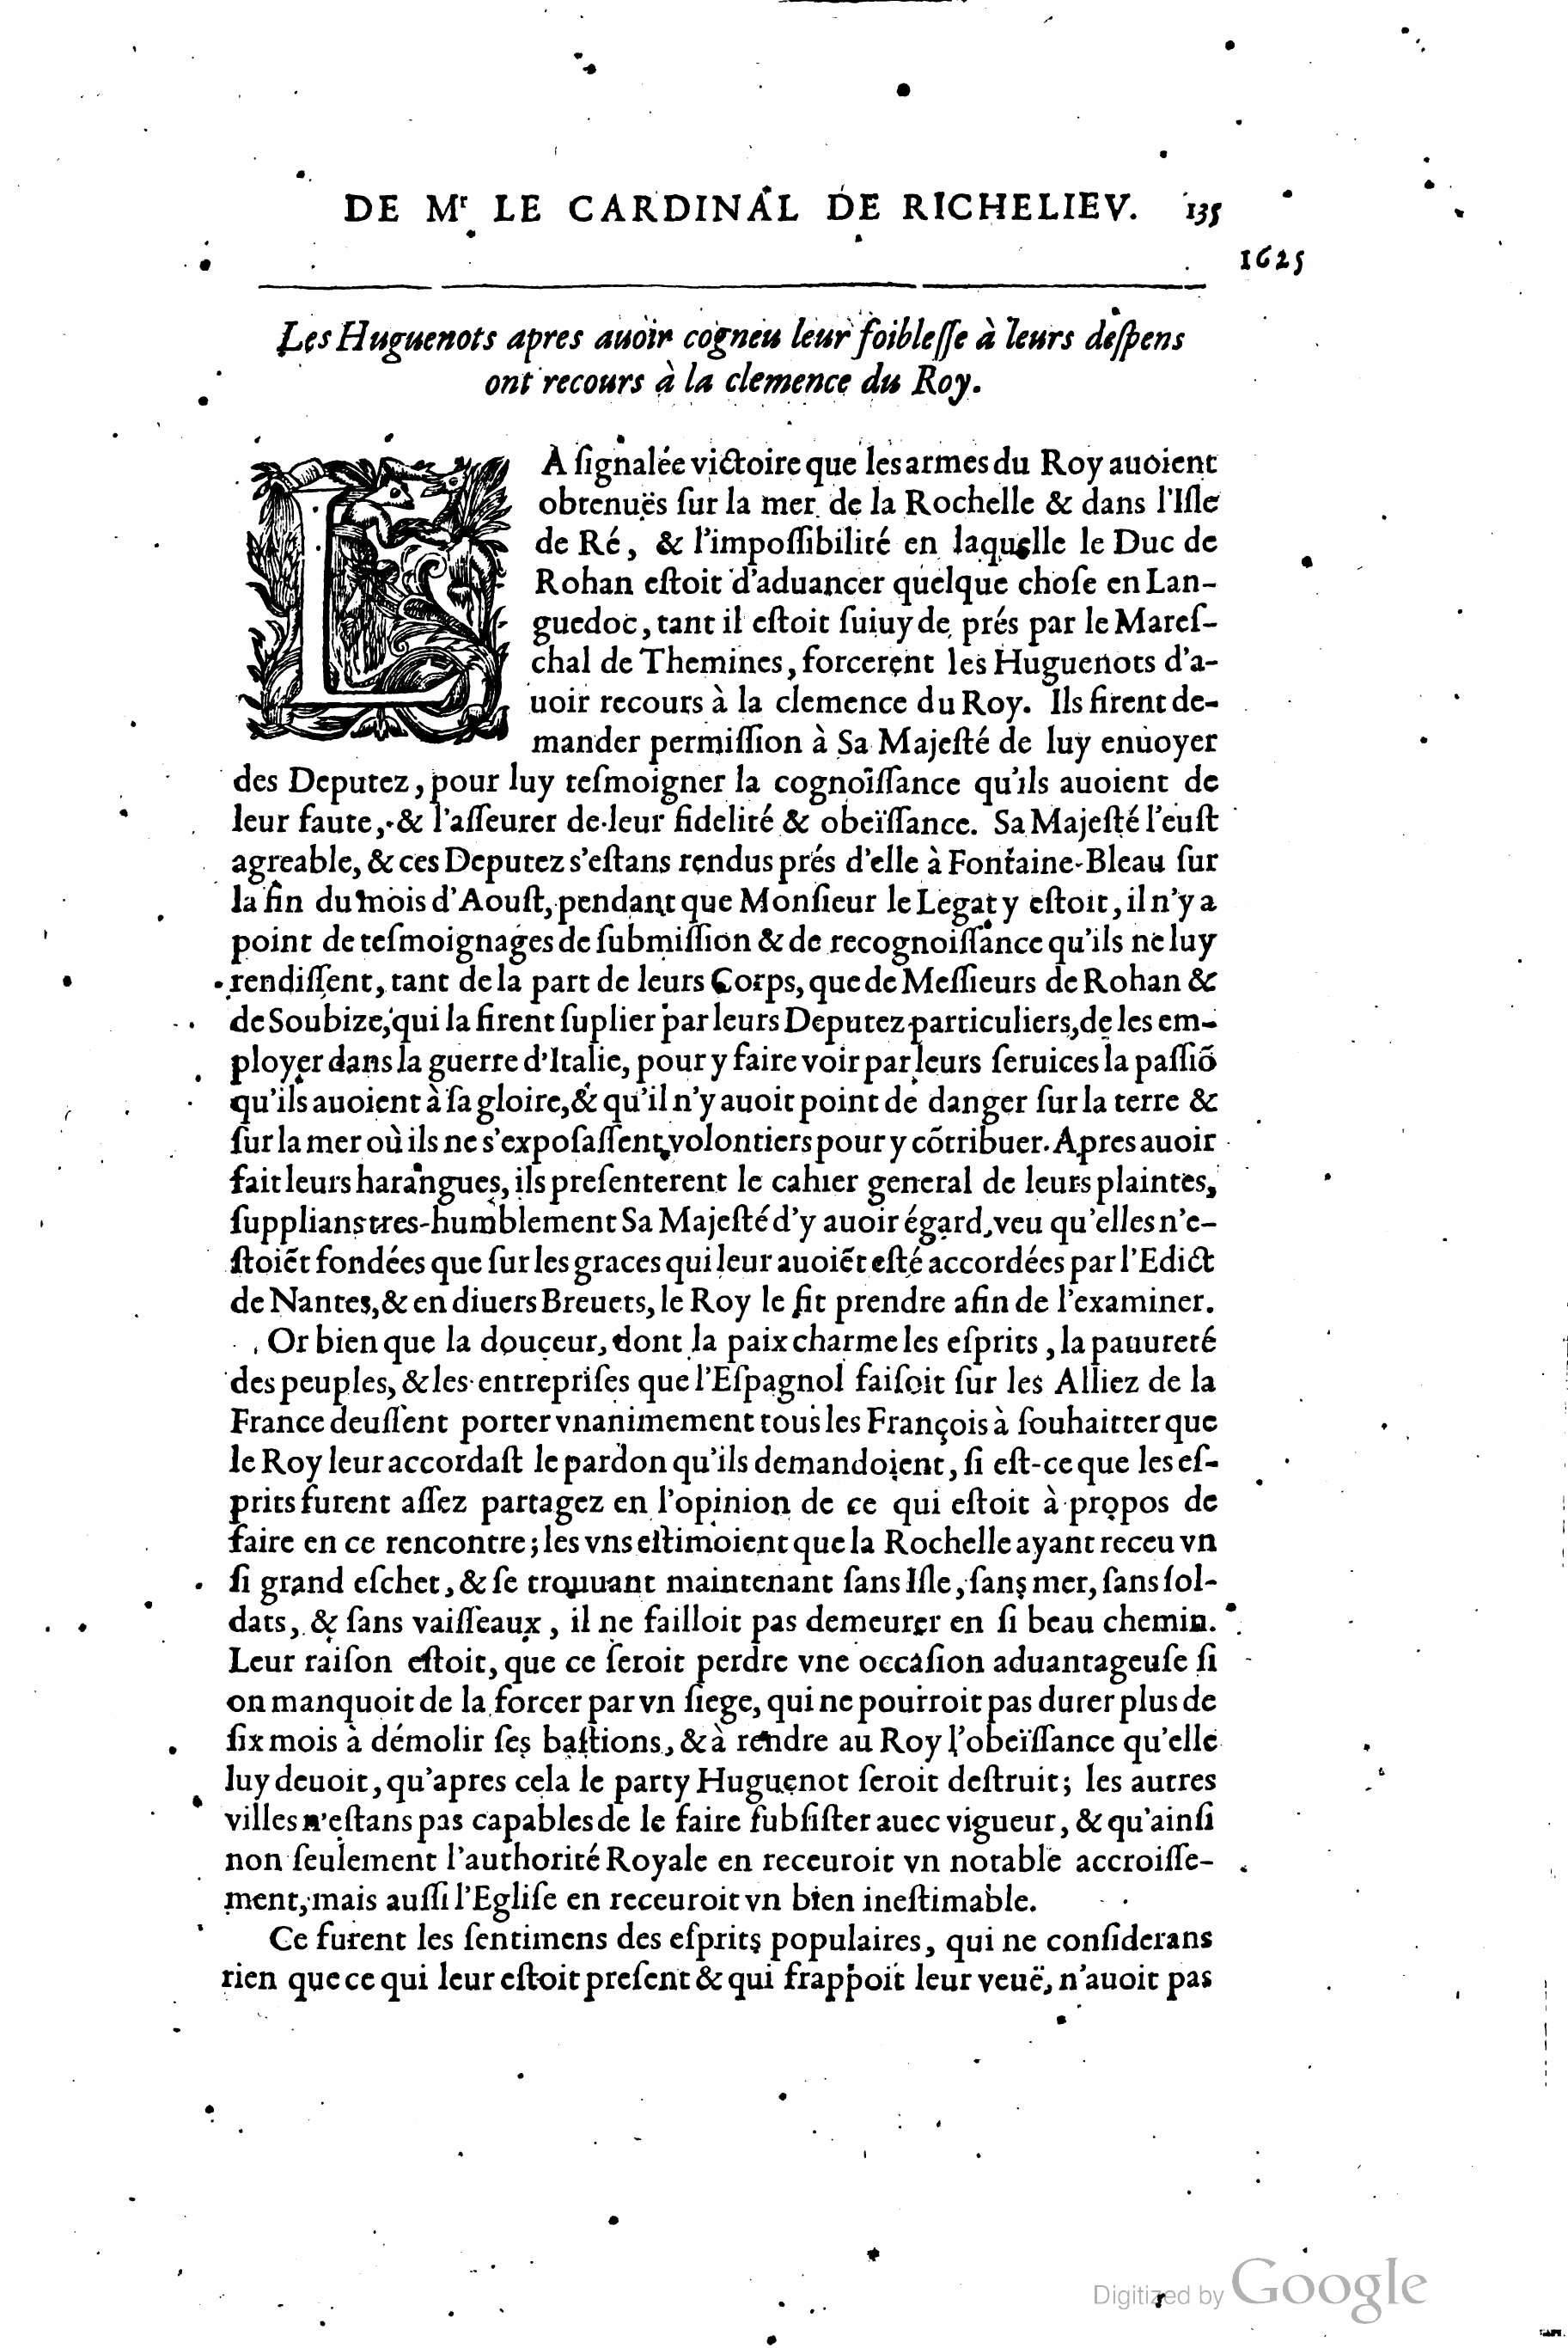 DE Mr LE CARDINAL DE RICHELIEV. 135
1625
Les Huguenots apres auoir cogneu leur foiblesse à leurs despens
ont recours à la clemence du Roy.
LA ſignalée victoire que les armes du Roy auoient
obtenuës ſur la mer de la Rochelle & dans l'Iſle
de Ré, & l'impoſſibilité en laquelle le Duc de
Rohan eſtoit d'aduancer quelque choſe en Lan-
guedoc, tant il eſtoit ſuiuy de prés par le Mareſ-
chal de Themines, forcerent les Huguenots d'a-
uoir recours à la clemence du Roy. Ils firent de-
mander permiſſion à Sa Majeſté de luy enuoyer
des Deputez, pour luy teſmoigner la cognoiſſance qu'ils auoient de
leur faute, & l'aſſeurer de leur fidelité & obeïſſance. Sa Majeſté l'euſt
agreable, & ces Deputez s'eſtans rendus prés d'elle à Fontaine-Bleau ſur
la fin du mois d'Aouſt, pendant que Monſieur le Legat y eſtoit, il n'y a
point de teſmoignages de ſubmiſſion & de recognoiſſance qu'ils ne luy
rendiſſent, tant de la part de leurs Corps, que de Meſſieurs de Rohan &
de Soubize, qui la firent ſuplier par leurs Deputez particuliers, de les em-
ployer dans la guerre d'Italie, pour y faire voir par leurs ſeruices la paſſiõ
qu'ils auoient à ſa gloire, & qu'il n'y auoit point de danger ſur la terre &
ſur la mer où ils ne s'expoſaſſent volontiers pour y cõtribuer. Apres auoir
fait leurs harangues, ils preſenterent le cahier general de leurs plaintes,
ſupplians tres-humblement Sa Majeſté d'y auoir égard, veu qu'elles n'e-
ſtoiẽt fondées que ſur les graces qui leur auoiẽt eſté accordées par l'Edict
de Nantes, & en diuers Breuets, le Roy le fit prendre afin de l'examiner.
Or bien que la douceur, dont la paix charme les eſprits, la pauureté
des peuples, & les entrepriſes que l'Eſpagnol faiſoit ſur les Alliez de la
France deuſſent porter vnanimement tous les François à ſouhaitter que
le Roy leur accordaſt le pardon qu'ils demandoient, ſi eſt-ce que les eſ-
prits furent aſſez partagez en l'opinion de ce qui eſtoit à propos de
faire en ce rencontre; les vns eſtimoient que la Rochelle ayant receu vn
ſi grand eſchet, & ſe trouuant maintenant ſans Iſle, ſans mer, ſans ſol-
dats, & ſans vaiſſeaux, il ne failloit pas demeurer en ſi beau chemin.
Leur raiſon eſtoit, que ce ſeroit perdre vne occaſion aduantageuſe ſi
on manquoit de la forcer par vn ſiege, qui ne pourroit pas durer plus de
ſix mois à démolir ſes baſtions, & à rendre au Roy l'obeïſſance qu'elle
luy deuoit, qu'apres cela le party Huguenot ſeroit deſtruit; les autres
villes n'eſtans pas capables de le faire ſubſiſter auec vigueur, & qu'ainſi
non ſeulement l'authorité Royale en receuroit vn notable accroiſſe-
ment, mais auſſi l'Egliſe en receuroit vn bien ineſtimable.
Ce furent les ſentimens des eſprits populaires, qui ne conſiderans
rien que ce qui leur eſtoit preſent & qui frappoit leur veuë, n'auoit pas
Digitized by Google